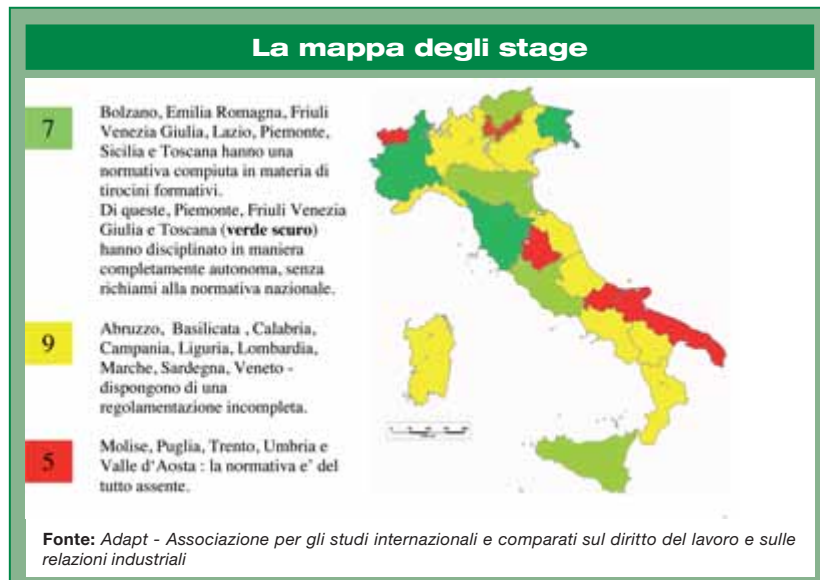 La mappa degli stage
7
Bolzano, Emilia Romagna, Friuli
Venezia Giulia, Lazio, Piemonte,
Sicilia e Toscana hanno una
normativa compiuta in materia di
tirocini formativi.
Di queste, Piemonte, Friuli Venezia
Giulia e Toscana (verde scuro)
hanno disciplinato in maniera
completamente autonoma, senza
richiami alla normativa nazionale.
9
Abruzzo, Basilicata , Calabria,
Campania, Liguria, Lombardia,
Marche, Sardegna, Veneto -
dispongono di una
regolamentazione incompleta.
5
Molise, Puglia, Trento, Umbria e
Valle d'Aosta : la normativa e' del
tutto assente.
Fonte: Adapt - Associazione per gli studi internazionali e comparati sul diritto del lavoro e sulle
relazioni industriali